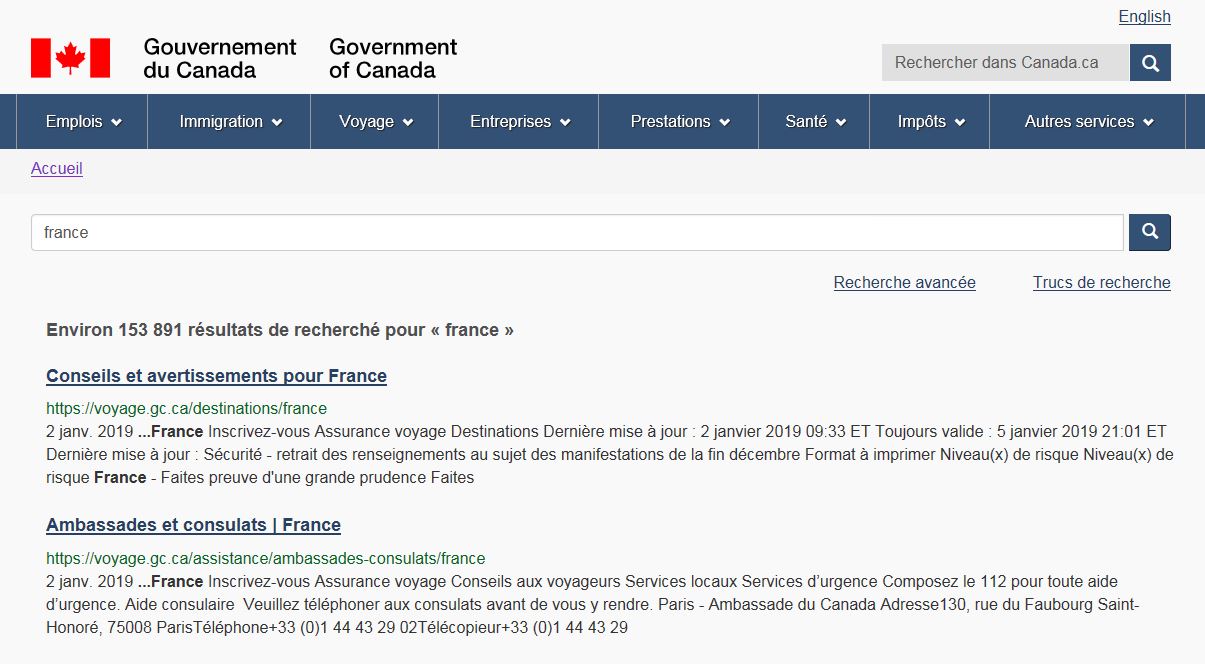 English
Gouvernement du Canada
Government of Canada
Rechercher dans Canada.ca
Emplois Immigration Voyage Entreprises Prestations Santé Impôts Autres services
Accueil
france
Recherche avancée Trucs de recherche
Environ 153 891 résultats de recherché pour « france »
Conseils et avertissements pour France
https://voyage.gc.ca/destinations/france
2 janv. 2019 ...France Inscrivez-vous Assurance voyage Destinations Dernière mise à jour : 2 janvier 2019 09:33 ET Toujours valide : 5 janvier 2019 21:01 ET
Dernière mise à jour : Sécurité - retrait des renseignements au sujet des manifestations de la fin décembre Format à imprimer Niveau(x) de risque Niveau(x) de
risque France - Faites preuve d'une grande prudence Faites
Ambassades et consulats | France
https://voyage.gc.ca/assistance/ambassades-consulats/france
2 janv. 2019 ...France Inscrivez-vous Assurance voyage Conseils aux voyageurs Services locaux Services d’urgence Composez le 112 pour toute aide
d’urgence. Aide consulaire  Veuillez téléphoner aux consulats avant de vous y rendre. Paris - Ambassade du Canada Adresse130, rue du Faubourg Saint-
Honoré, 75008 ParisTéléphone+33 (0)1 44 43 29 02Télécopieur+33 (0)1 44 43 29